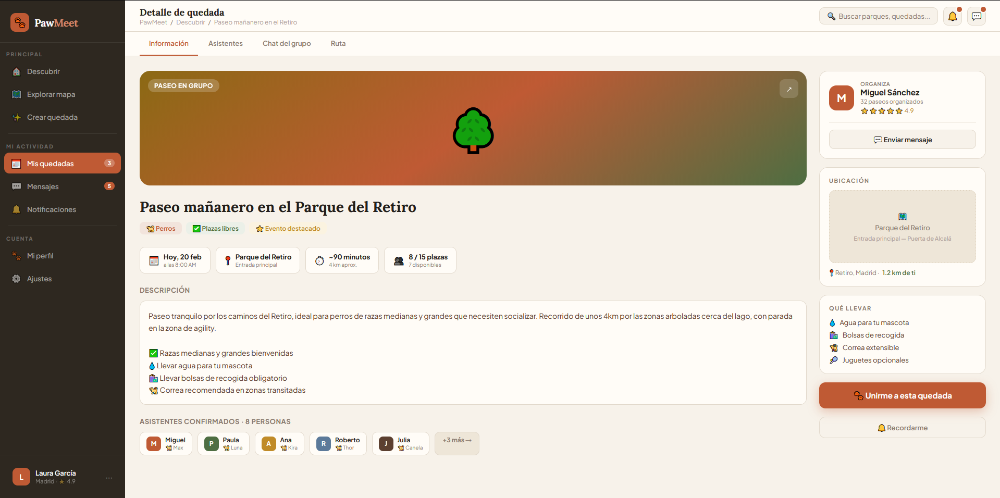 PawMeet
PRINCIPAL
Descubrir
Explorar mapa
Crear quedada
MI ACTIVIDAD
Mis quedadas 3
Mensajes 5
Notificaciones
CUENTA
Mi perfil
Ajustes
Laura García
Madrid · ★ 4.9
...
Detalle de quedada
PawMeet / Descubrir / Paseo mañanero en el Retiro
Buscar parques, quedadas...
Información
Asistentes
Chat del grupo
Ruta
PASEO EN GRUPO
↗
Paseo mañanero en el Parque del Retiro
Perros
Plazas libres
Evento destacado
Hoy, 20 feb
a las 8:00 AM
Parque del Retiro
Entrada principal
~90 minutos
4 km aprox.
8 / 15 plazas
7 disponibles
DESCRIPCIÓN
Paseo tranquilo por los caminos del Retiro, ideal para perros de razas medianas y grandes que necesiten socializar. Recorrido de unos 4km por las zonas arboladas cerca del lago, con parada
en la zona de agility.
✅ Razas medianas y grandes bienvenidas
💧 Llevar agua para tu mascota
🛍️ Llevar bolsas de recogida obligatorio
🐕 Correa recomendada en zonas transitadas
ASISTENTES CONFIRMADOS · 8 PERSONAS
M
Miguel
Max
P
Paula
Luna
A
Ana
Kira
R
Roberto
Thor
J
Julia
Canela
+3 más →
M
ORGANIZA
Miguel Sánchez
32 paseos organizados
4.9
Enviar mensaje
UBICACIÓN
Parque del Retiro
Entrada principal — Puerta de Alcalá
Retiro, Madrid · 1.2 km de ti
QUÉ LLEVAR
Agua para tu mascota
Bolsas de recogida
Correa extensible
Juguetes opcionales
Unirme a esta quedada
Recordarme
L